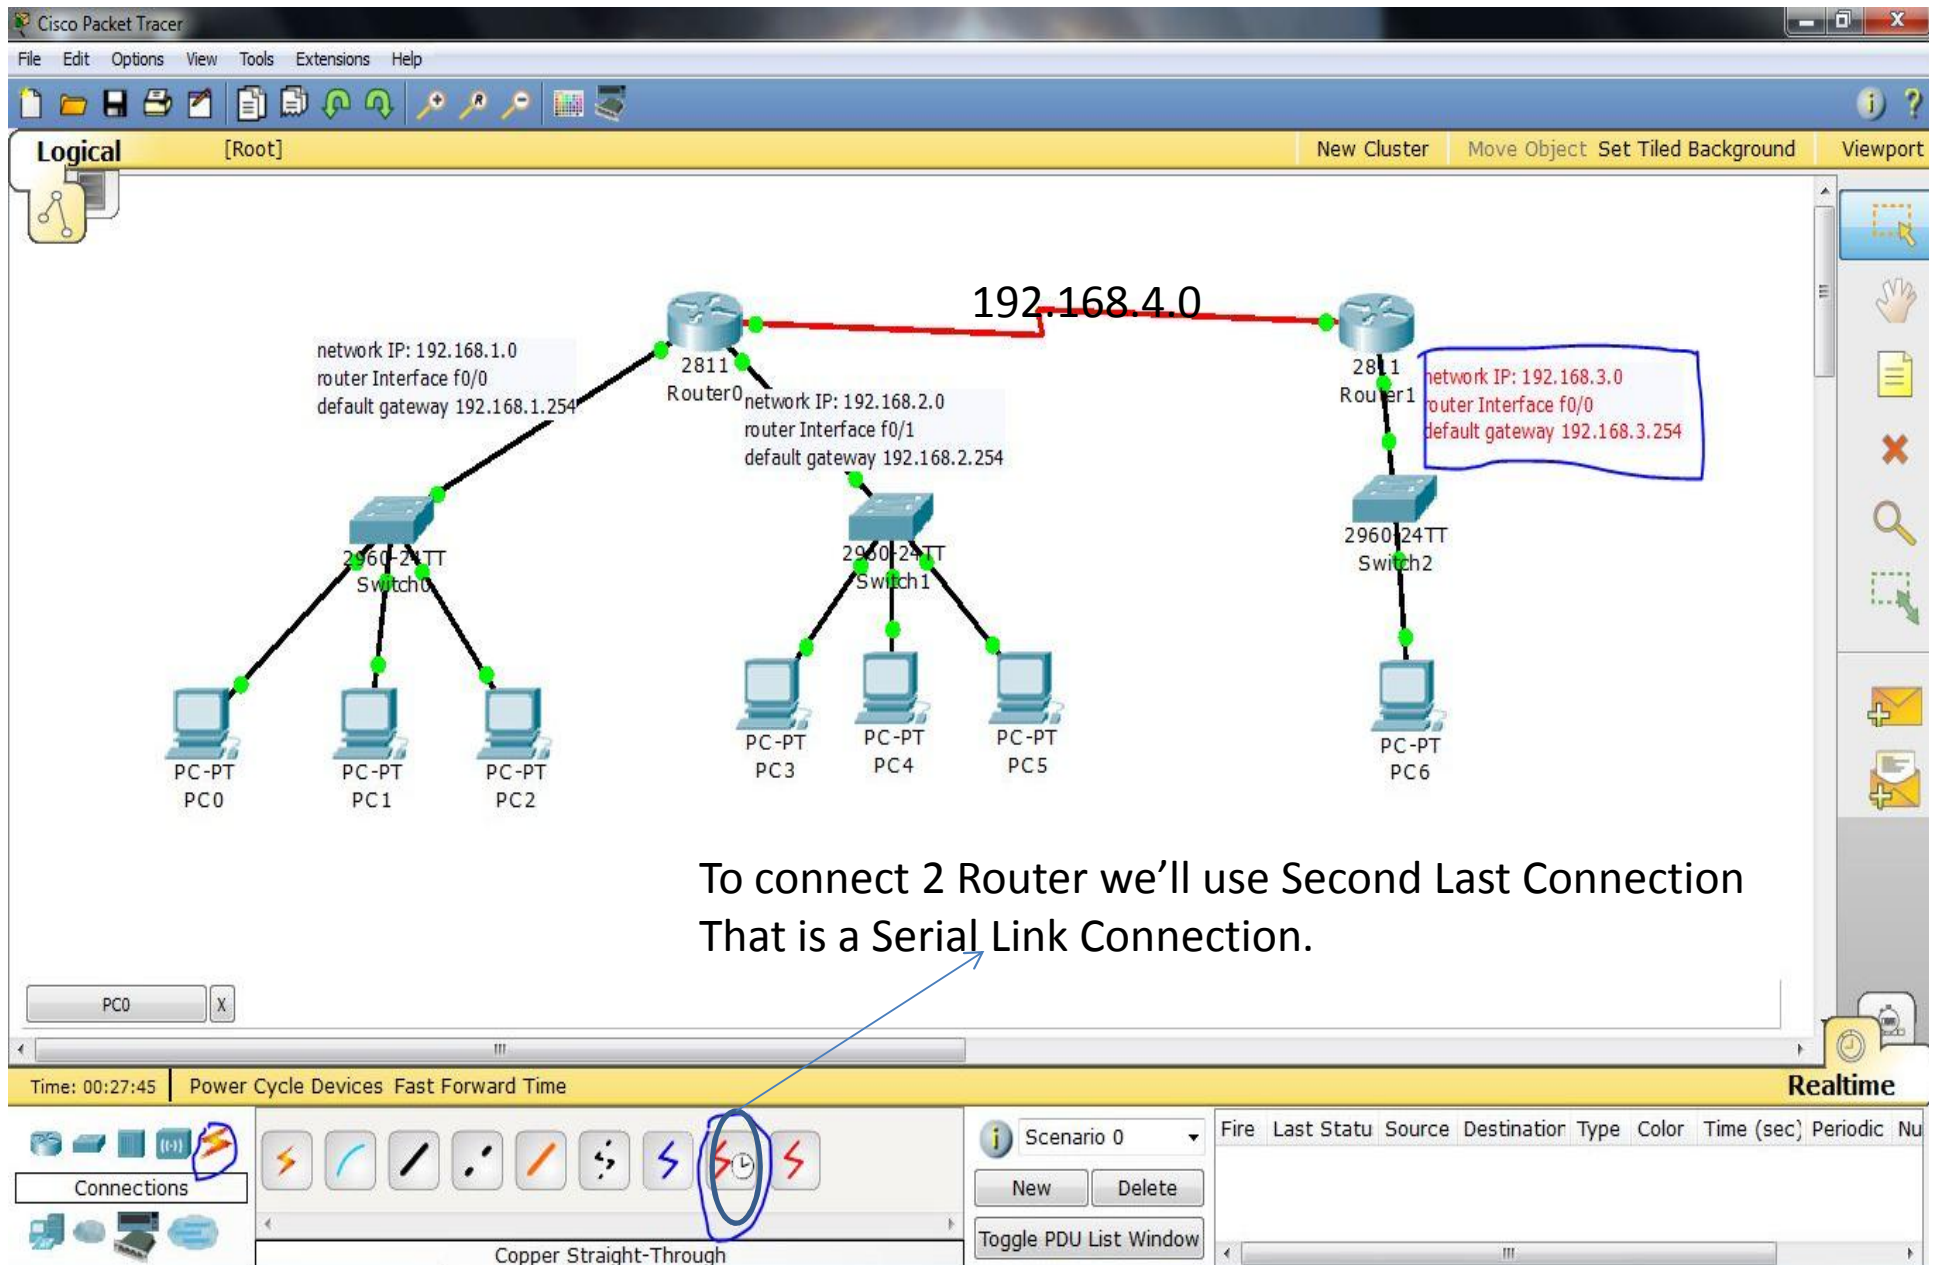 Cisco Packet Tracer
File Edit Options View Tools Extensions Help
Logical [Root] New Cluster Move Object Set Tiled Background Viewport
192.168.4.0
network IP: 192.168.1.0
router Interface f0/0
default gateway 192.168.1.254
2811
Router0
network IP: 192.168.2.0
router Interface f0/1
default gateway 192.168.2.254
2811
Router1
network IP: 192.168.3.0
router Interface f0/0
default gateway 192.168.3.254
2960-24TT
Switch0
2960-24TT
Switch1
2960-24TT
Switch2
PC-PT
PC0
PC-PT
PC1
PC-PT
PC2
PC-PT
PC3
PC-PT
PC4
PC-PT
PC5
PC-PT
PC6
To connect 2 Router we’ll use Second Last Connection
That is a Serial Link Connection.
PC0 X
Time: 00:27:45 Power Cycle Devices Fast Forward Time Realtime
Connections
Copper Straight-Through
Scenario 0
New Delete
Toggle PDU List Window
Fire Last Statu Source Destination Type Color Time (sec) Periodic Nu